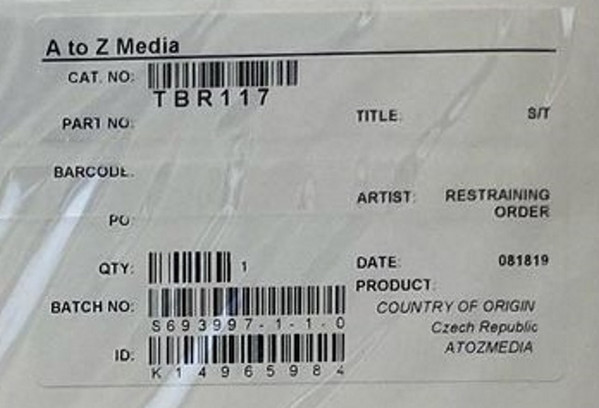 A to Z Media
CAT. NO:
TBR117
PART NO:
TITLE: S/T
BARCODE:
ARTIST: RESTRAINING
ORDER
PO:
QTY: 1
DATE: 081819
PRODUCT:
BATCH NO:
S693997-1-1-0
COUNTRY OF ORIGIN
Czech Republic
ATOZMEDIA
ID:
K14965984